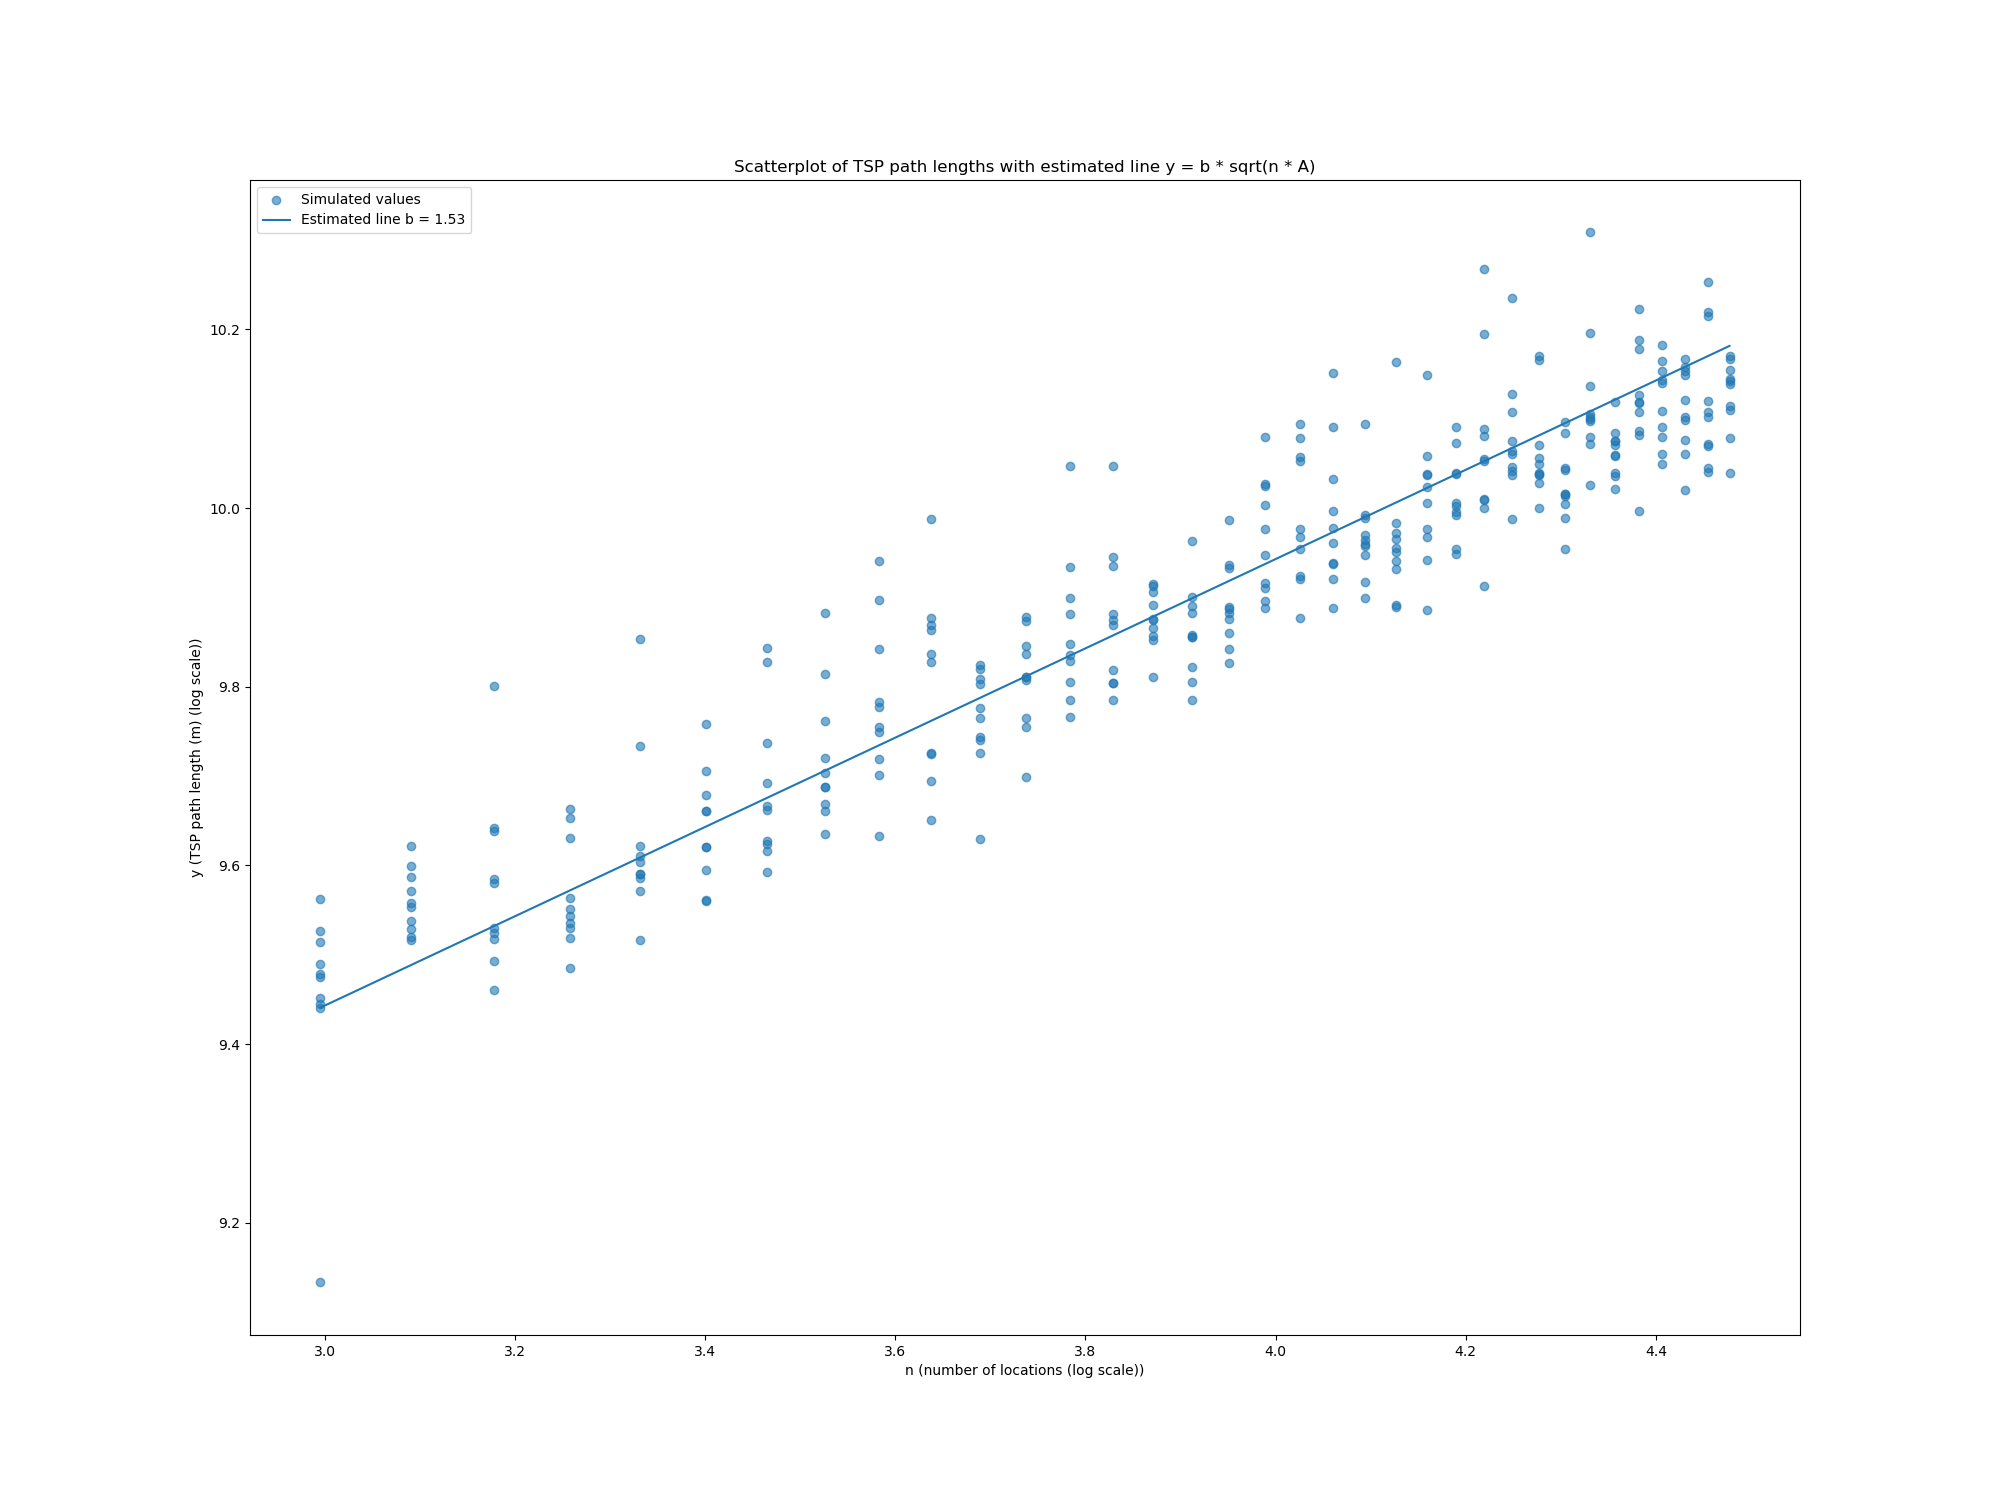 Scatterplot of TSP path lengths with estimated line y = b * sqrt(n * A)
Simulated values
Estimated line b = 1.53
10.2
10.0
9.8
9.6
9.4
9.2
y (TSP path length (m) (log scale))
3.0 3.2 3.4 3.6 3.8 4.0 4.2 4.4
n (number of locations (log scale))